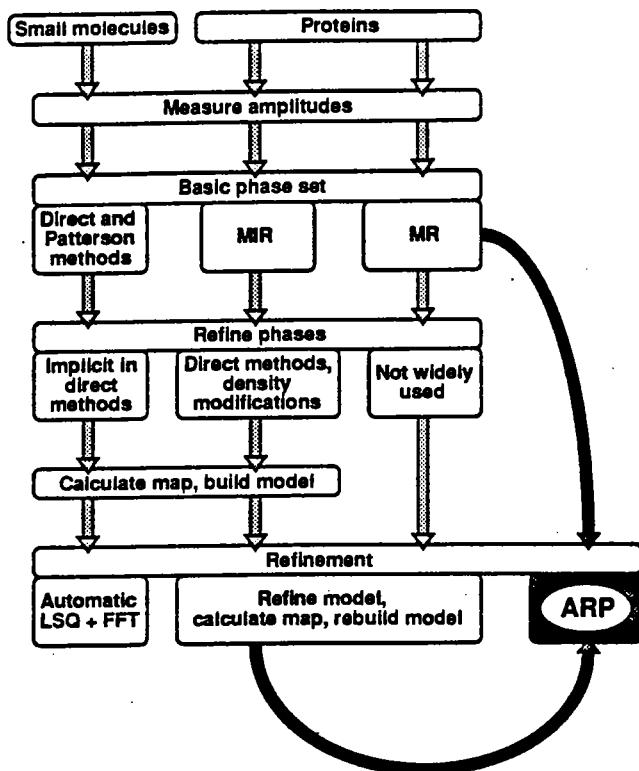 Small molecules
Proteins
Measure amplitudes
Basic phase set
Direct and
Patterson
methods
MIR
MR
Refine phases
Implicit in
direct
methods
Direct methods,
density
modifications
Not widely
used
Calculate map, build model
Refinement
Automatic
LSQ + FFT
Refine model,
calculate map, rebuild model
ARP